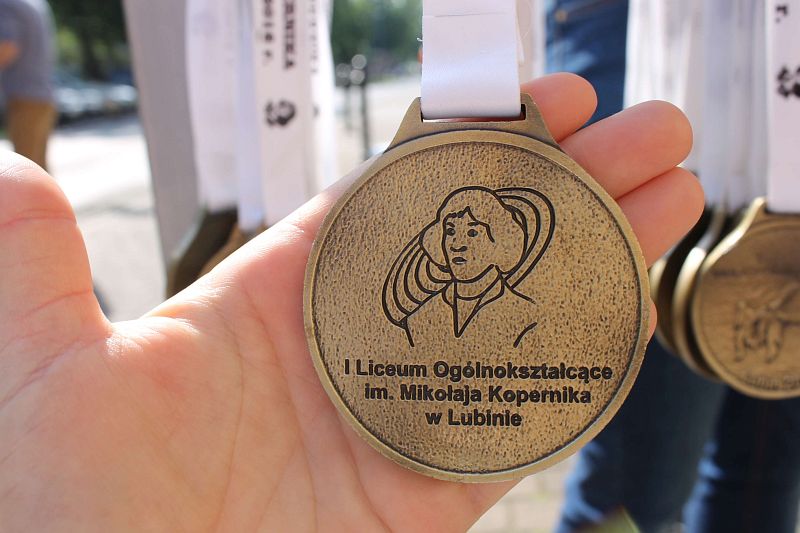 I Liceum Ogólnokształcące
im. Mikołaja Kopernika
w Lubinie